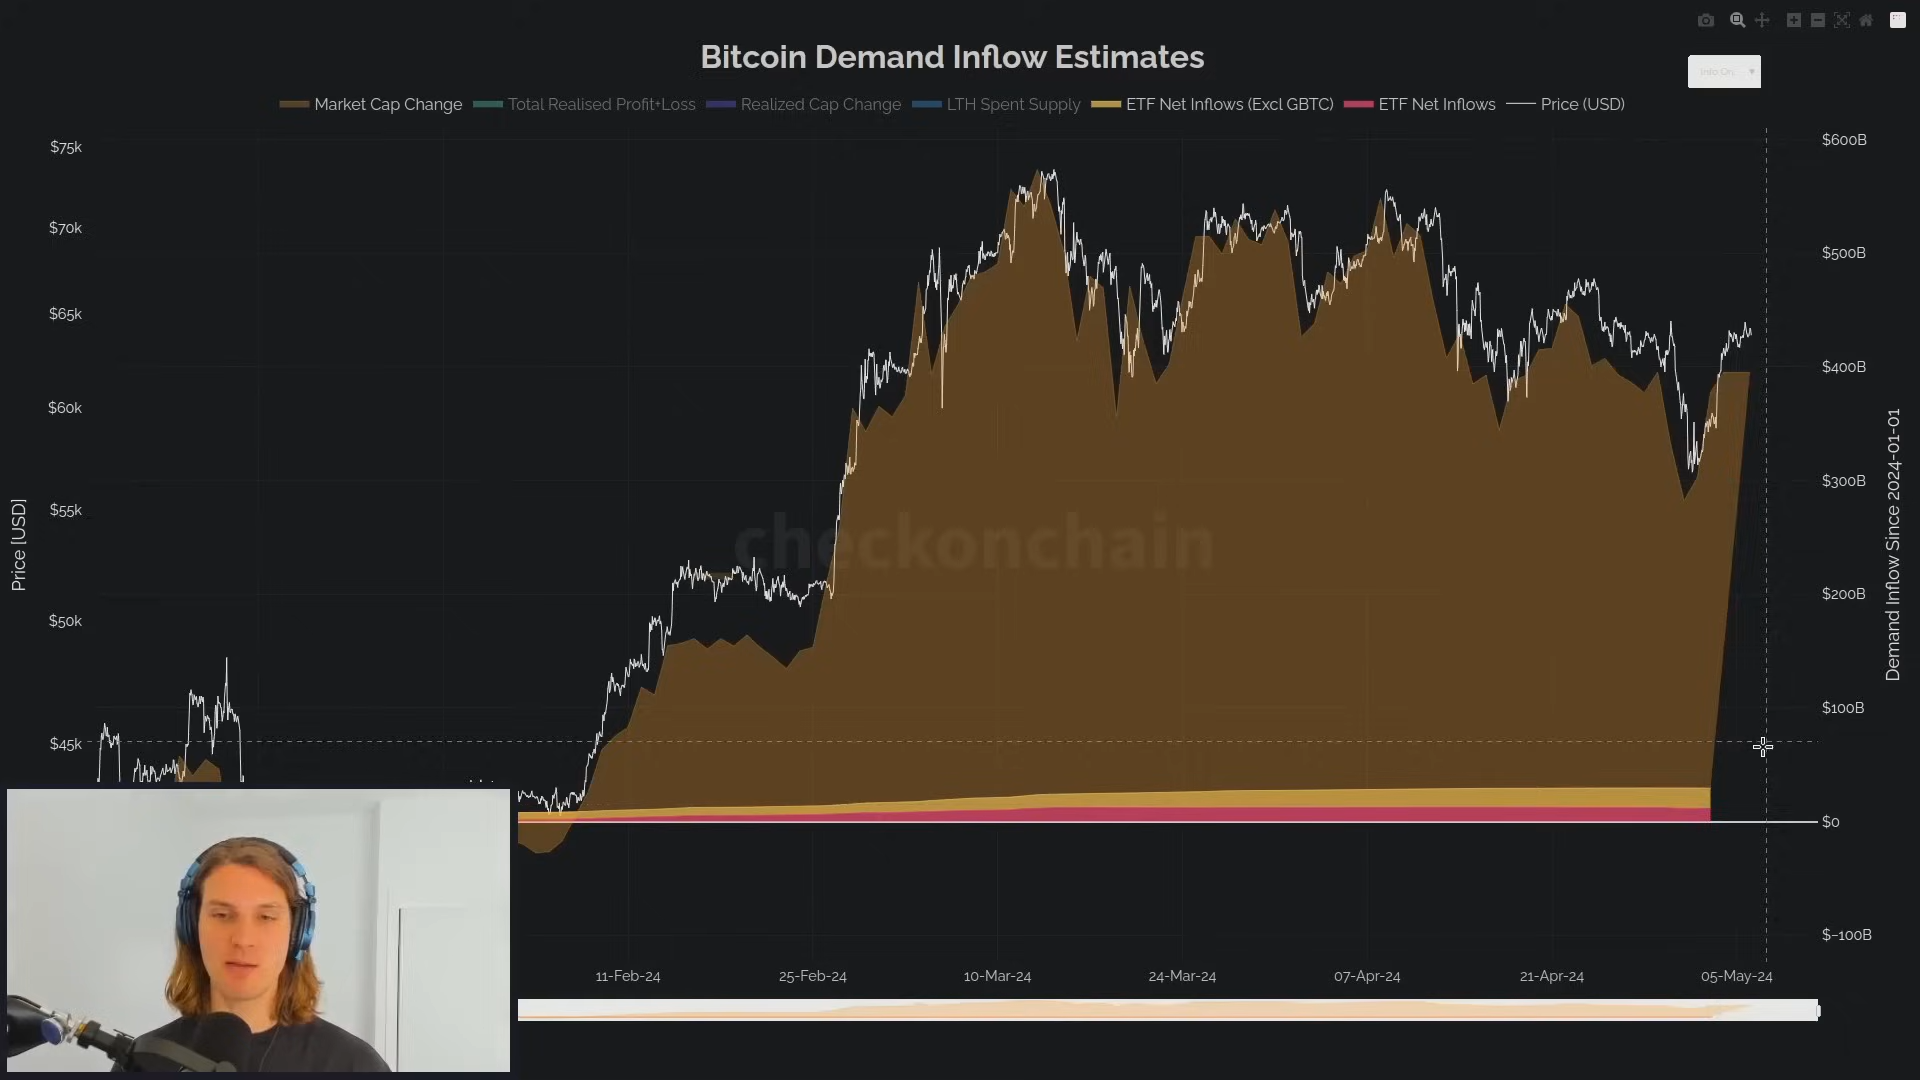 Bitcoin Demand Inflow Estimates
Info On:
Market Cap Change Total Realised Profit+Loss Realized Cap Change LTH Spent Supply ETF Net Inflows (Excl GBTC) ETF Net Inflows Price (USD)
$75k
$70k
$65k
$60k
$55k
$50k
$45k
Price [USD]
checkonchain
$600B
$500B
$400B
$300B
$200B
$100B
$0
$−100B
Demand Inflow Since 2024-01-01
11-Feb-24 25-Feb-24 10-Mar-24 24-Mar-24 07-Apr-24 21-Apr-24 05-May-24